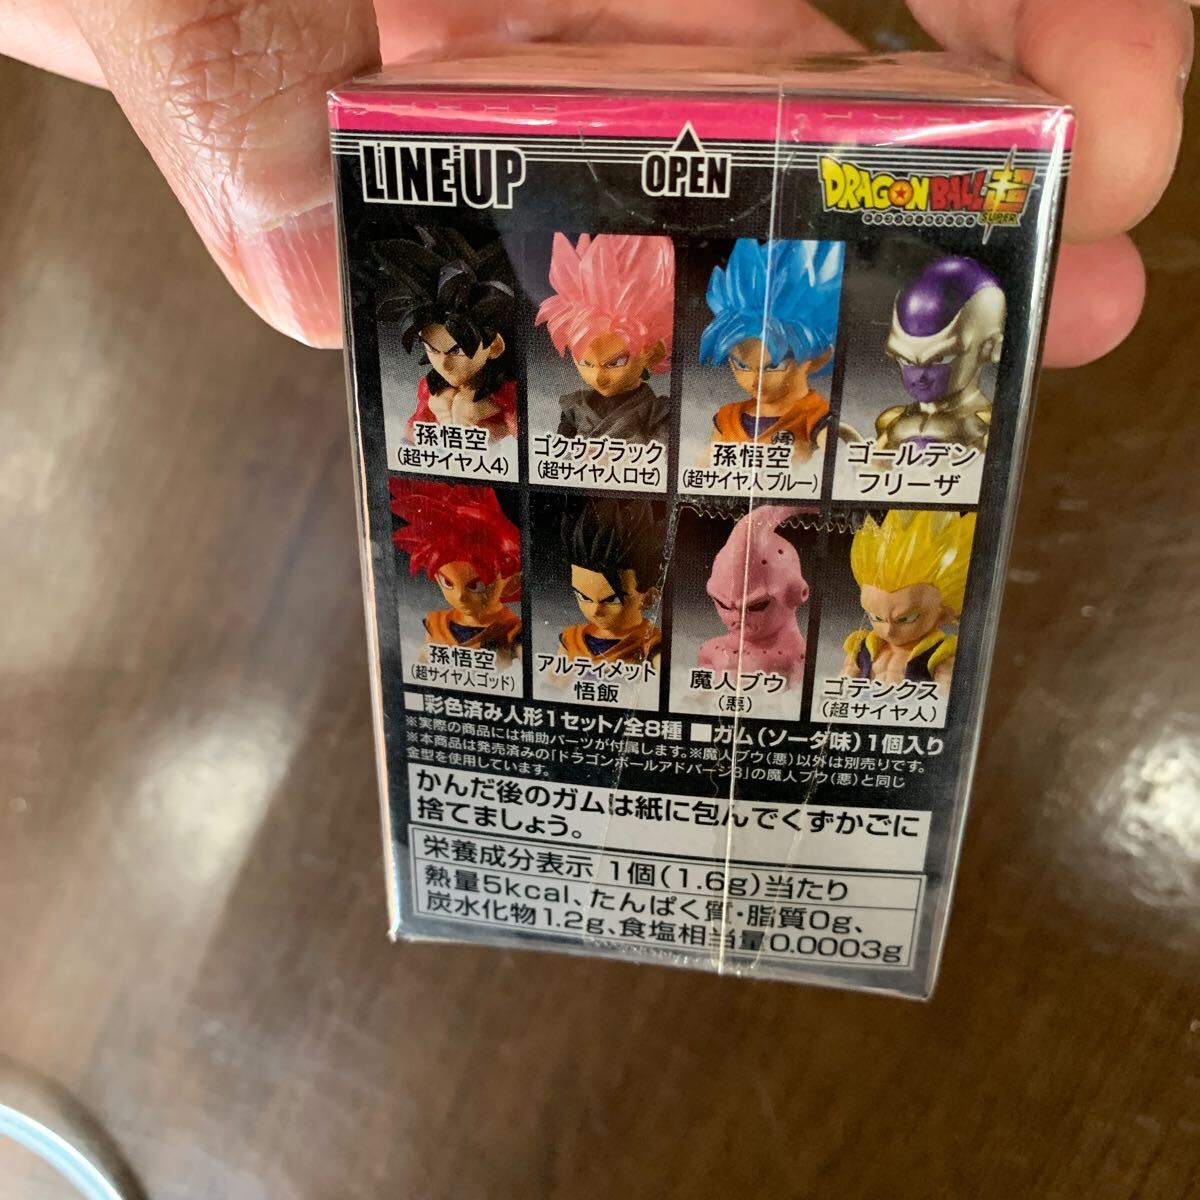 LINE UP
OPEN
DRAGONBALL超
SUPER
孫悟空
(超サイヤ人4)
ゴクウブラック
(超サイヤ人ロゼ)
孫悟空
(超サイヤ人ブルー)
ゴールデン
フリーザ
孫悟空
(超サイヤ人ゴッド)
アルティメット
悟飯
魔人ブウ
(悪)
ゴテンクス
(超サイヤ人)
■彩色済み人形1セット/全8種 ■ガム(ソーダ味)1個入り
※実際の商品には補助パーツが付属します。※魔人ブウ(悪)以外は別売りです。
※本商品は発売済みの「ドラゴンボールアドバージ3」の魔人ブウ(悪)と同じ
金型を使用しています。
かんだ後のガムは紙に包んでくずかごに
捨てましょう。
栄養成分表示 1個(1.6g)当たり
熱量5kcal、たんぱく質・脂質0g、
炭水化物1.2g、食塩相当量0.0003g